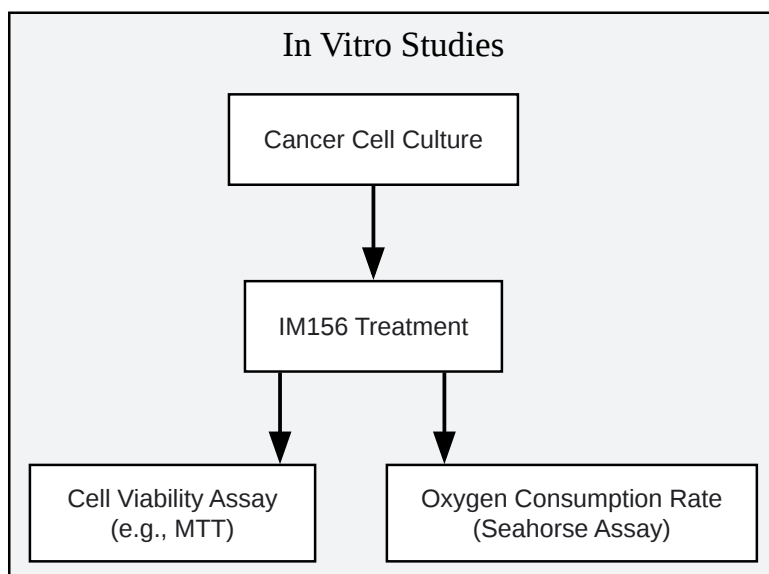 In Vitro Studies
Cancer Cell Culture
IM156 Treatment
Cell Viability Assay
(e.g., MTT)
Oxygen Consumption Rate
(Seahorse Assay)